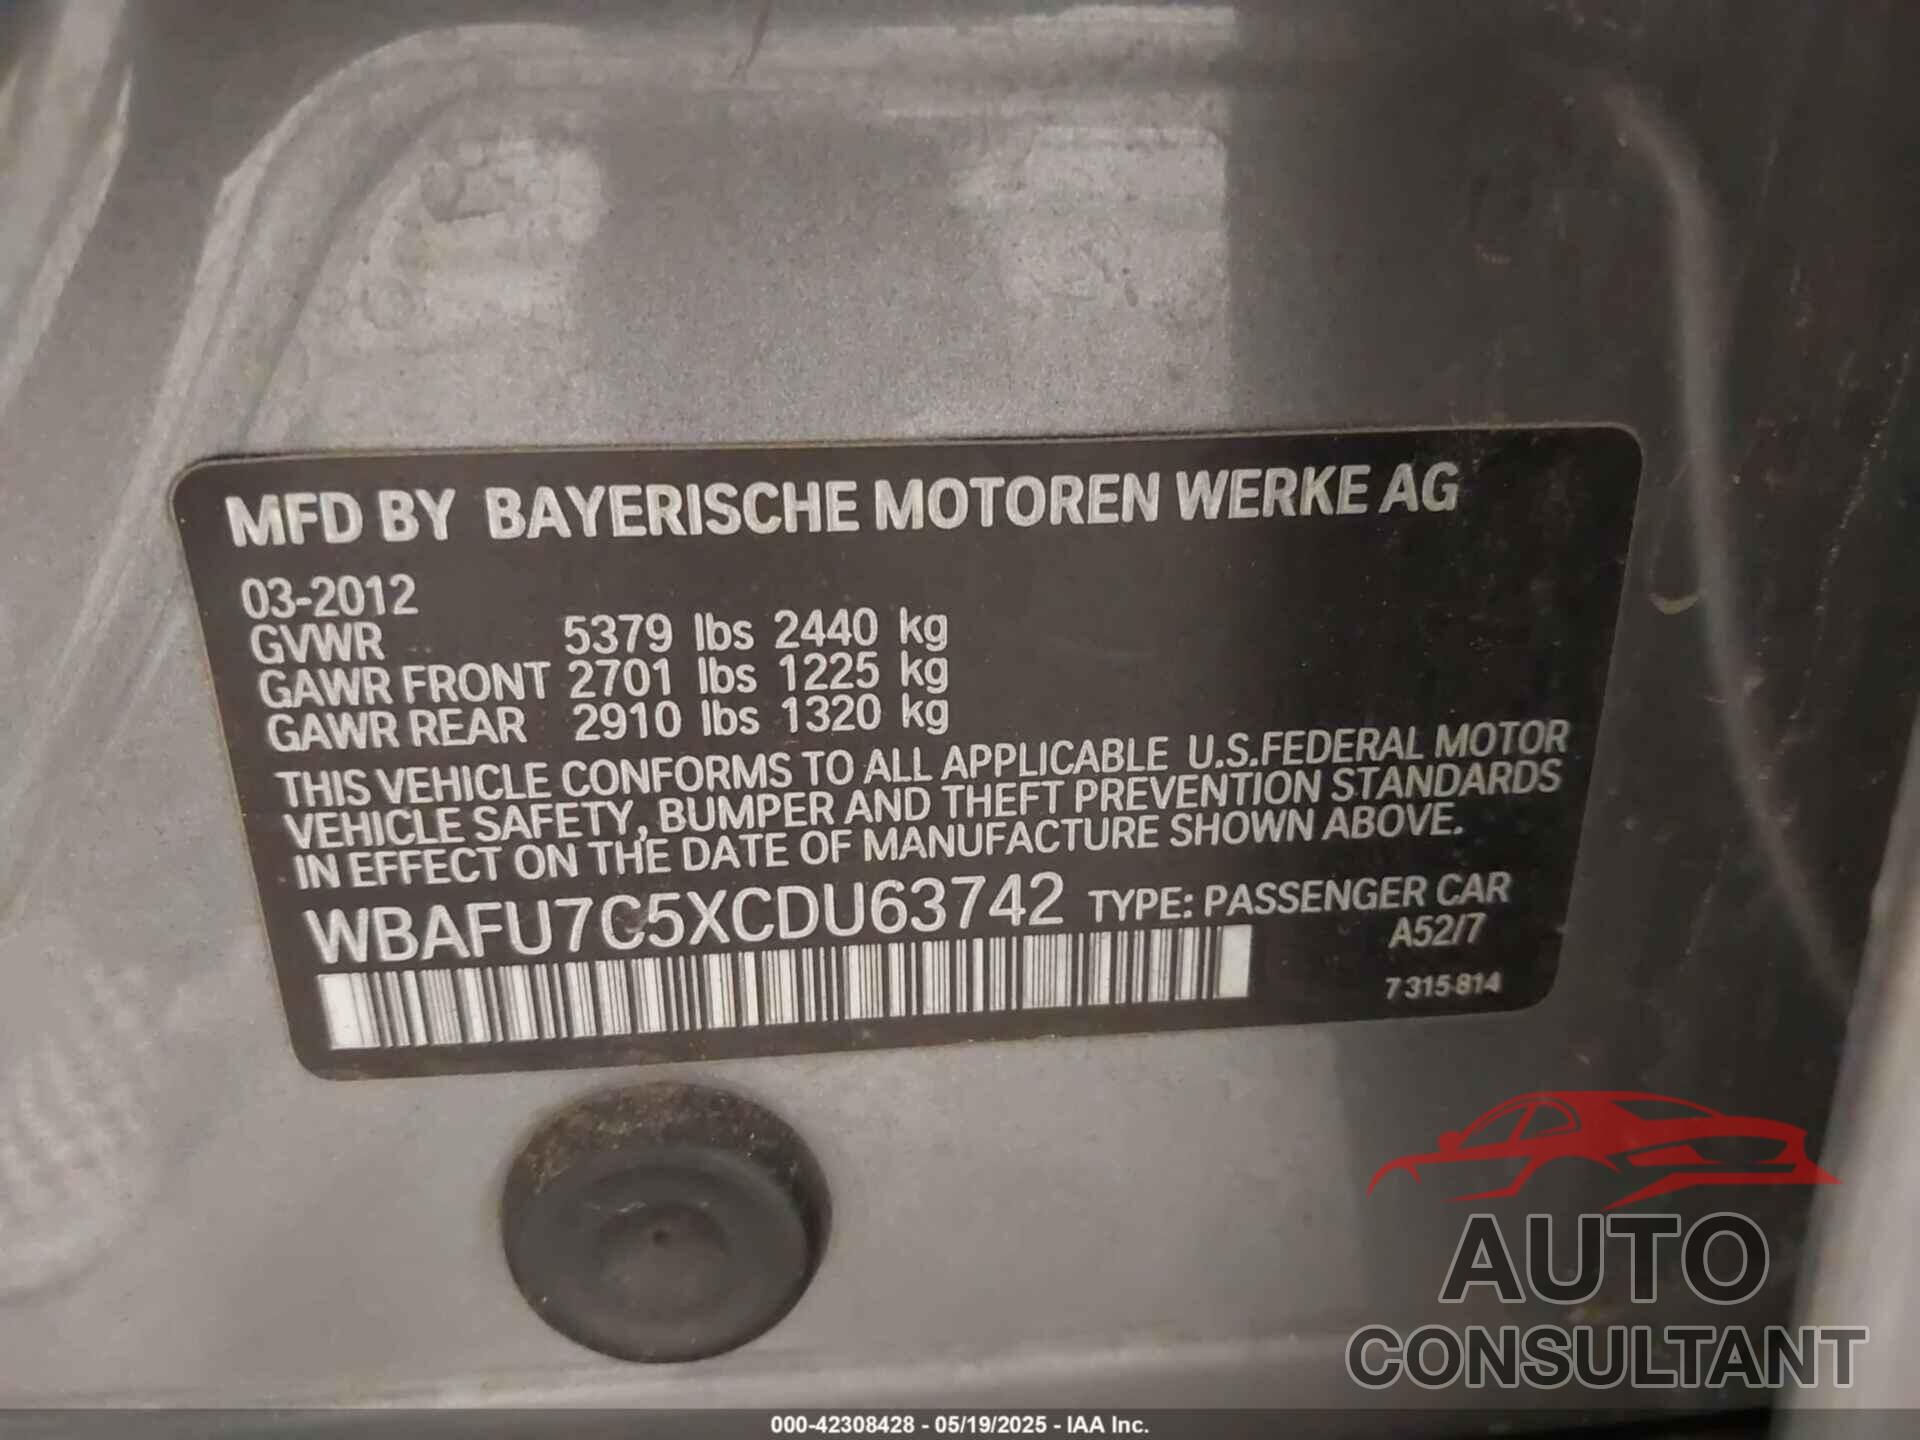 MFD BY BAYERISCHE MOTOREN WERKE AG
03-2012
GVWR 5379 lbs 2440 kg
GAWR FRONT 2701 lbs 1225 kg
GAWR REAR 2910 lbs 1320 kg
THIS VEHICLE CONFORMS TO ALL APPLICABLE U.S.FEDERAL MOTOR
VEHICLE SAFETY, BUMPER AND THEFT PREVENTION STANDARDS
IN EFFECT ON THE DATE OF MANUFACTURE SHOWN ABOVE.
WBAFU7C5XCDU63742 TYPE: PASSENGER CAR
A52/7
7 315 814
AUTO
CONSULTANT
000-42308428 - 05/19/2025 - IAA Inc.